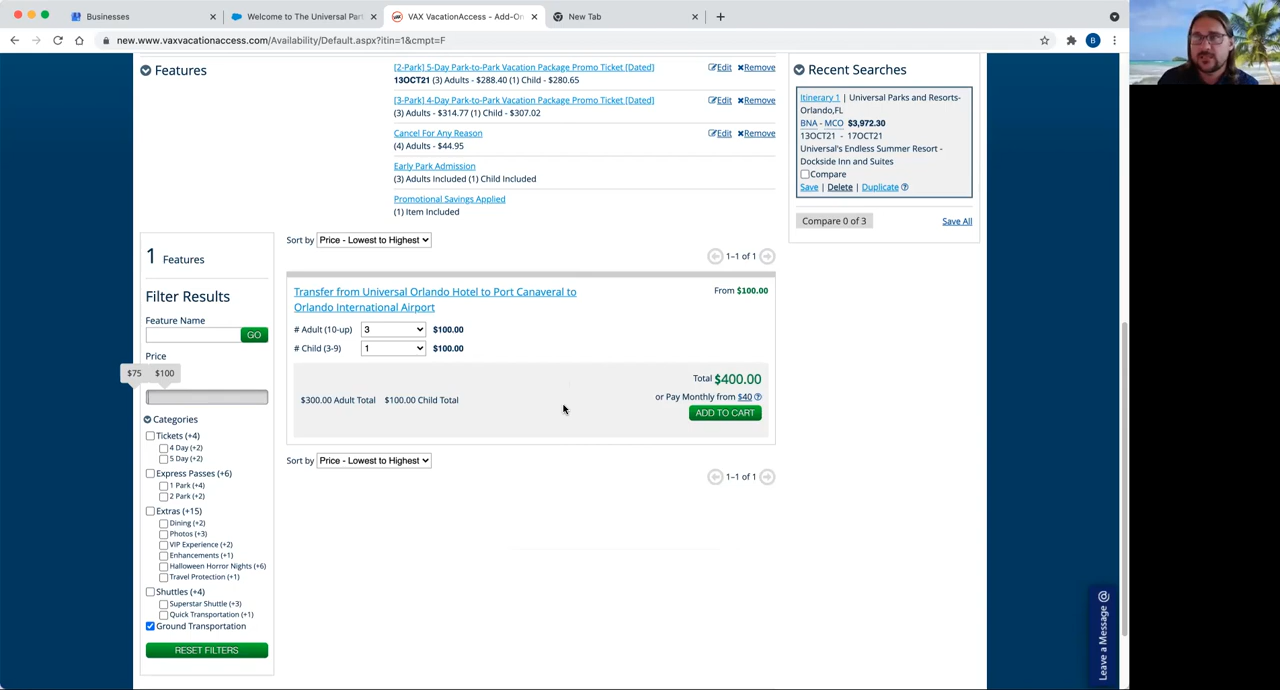 Businesses
Welcome to The Universal Par
VAX VacationAccess - Add-On
New Tab
new.www.vaxvacationaccess.com/Availability/Default.aspx?itin=1&cmpt=F
B
Features
[2-Park] 5-Day Park-to-Park Vacation Package Promo Ticket [Dated]
Edit Remove
13OCT21 (3) Adults - $288.40 (1) Child - $280.65
[3-Park] 4-Day Park-to-Park Vacation Package Promo Ticket [Dated]
Edit Remove
(3) Adults - $314.77 (1) Child - $307.02
Cancel For Any Reason
Edit Remove
(4) Adults - $44.95
Early Park Admission
(3) Adults Included (1) Child Included
Promotional Savings Applied
(1) Item Included
Recent Searches
Itinerary 1 | Universal Parks and Resorts-
Orlando,FL
BNA - MCO $3,972.30
13OCT21 - 17OCT21
Universal's Endless Summer Resort -
Dockside Inn and Suites
Compare
Save | Delete | Duplicate ?
Compare 0 of 3
Save All
1 Features
Filter Results
Feature Name
GO
Price
$75 $100
Categories
Tickets (+4)
4 Day (+2)
5 Day (+2)
Express Passes (+6)
1 Park (+4)
2 Park (+2)
Extras (+15)
Dining (+2)
Photos (+3)
VIP Experience (+2)
Enhancements (+1)
Halloween Horror Nights (+6)
Travel Protection (+1)
Shuttles (+4)
Superstar Shuttle (+3)
Quick Transportation (+1)
Ground Transportation
RESET FILTERS
Sort by Price - Lowest to Highest
1–1 of 1
Transfer from Universal Orlando Hotel to Port Canaveral to
Orlando International Airport
From $100.00
# Adult (10-up) 3 $100.00
# Child (3-9) 1 $100.00
Total $400.00
$300.00 Adult Total $100.00 Child Total
or Pay Monthly from $40 ?
ADD TO CART
Sort by Price - Lowest to Highest
1–1 of 1
Leave a Message @